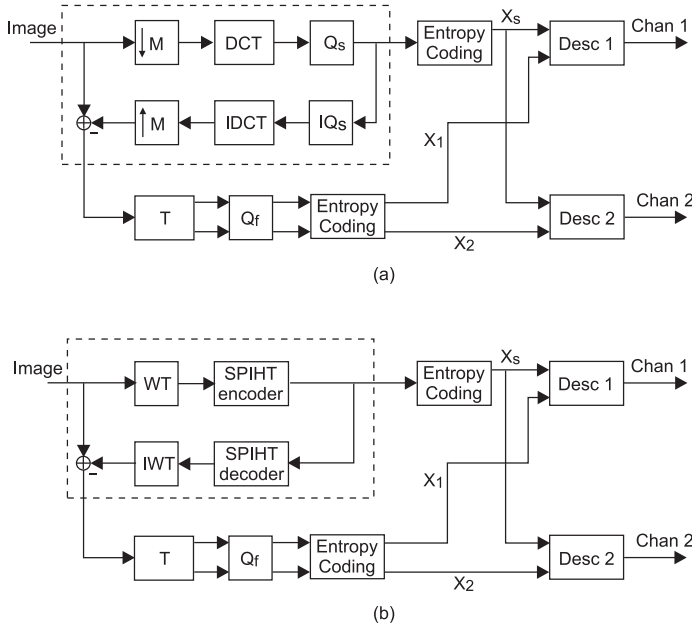 Image
M
DCT
Qs
Entropy
Coding
Xs
Desc 1
Chan 1
M
IDCT
IQs
-
X1
T
Qf
Entropy
Coding
X2
Desc 2
Chan 2
(a)
Image
WT
SPIHT
encoder
Entropy
Coding
Xs
Desc 1
Chan 1
IWT
SPIHT
decoder
-
X1
T
Qf
Entropy
Coding
X2
Desc 2
Chan 2
(b)